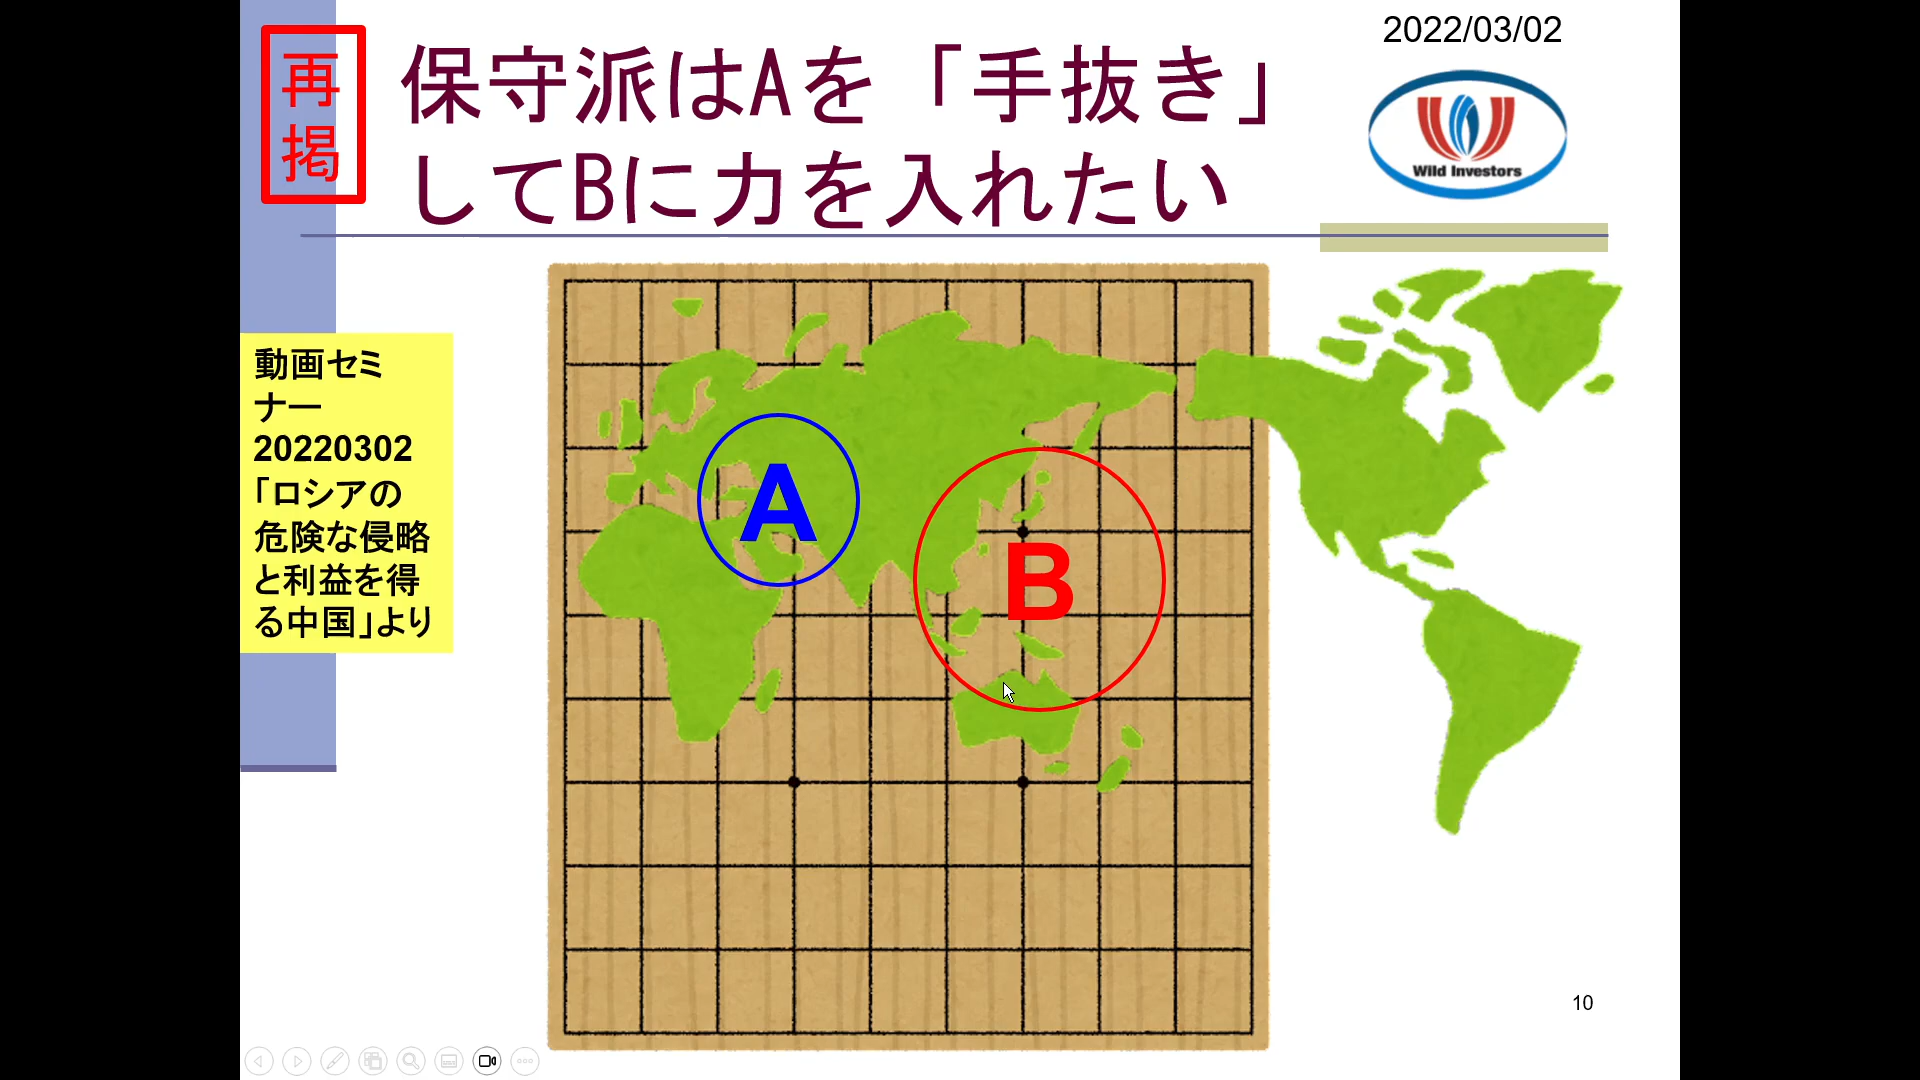 2022/03/02
再
掲
保守派はAを「手抜き」
してBに力を入れたい
Wild Investors
動画セミ
ナー
20220302
「ロシアの
危険な侵略
と利益を得
る中国」より
A
B
10